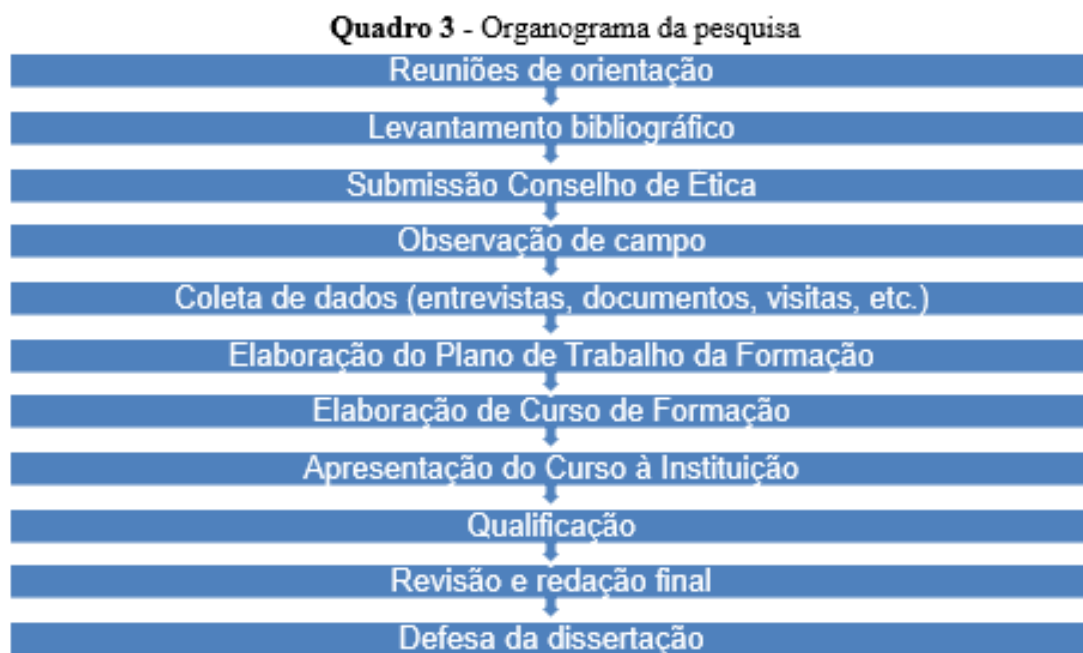 Quadro 3 - Organograma da pesquisa
Reuniões de orientação
Levantamento bibliográfico
Submissão Conselho de Etica
Observação de campo
Coleta de dados (entrevistas, documentos, visitas, etc.)
Elaboração do Plano de Trabalho da Formação
Elaboração de Curso de Formação
Apresentação do Curso à Instituição
Qualificação
Revisão e redação final
Defesa da dissertação